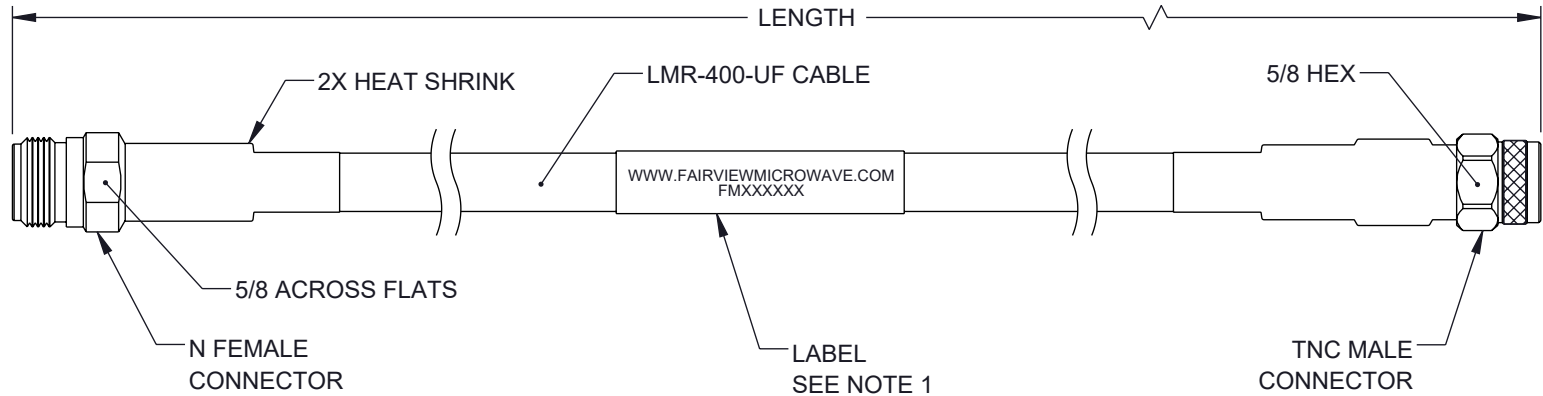 LENGTH
2X HEAT SHRINK
LMR-400-UF CABLE
5/8 HEX
WWW.FAIRVIEWMICROWAVE.COM
FMXXXXXX
5/8 ACROSS FLATS
N FEMALE
CONNECTOR
LABEL
SEE NOTE 1
TNC MALE
CONNECTOR